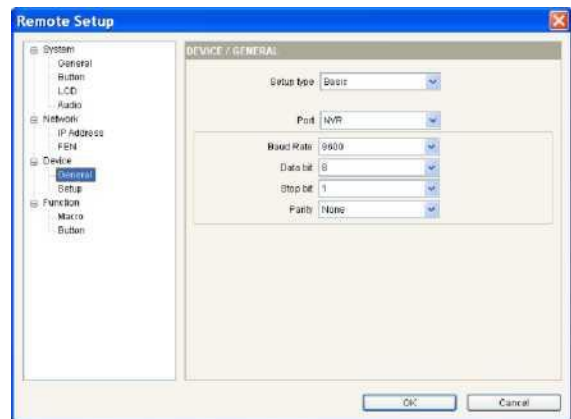 Remote Setup
System
General
Button
LCD
Audio
Network
IP Address
FEN
Device
General
Setup
Function
Macro
Button
DEVICE / GENERAL
Setup type Basic
Port NVR
Baud Rate 9600
Data bit 8
Stop bit 1
Parity None
OK Cancel